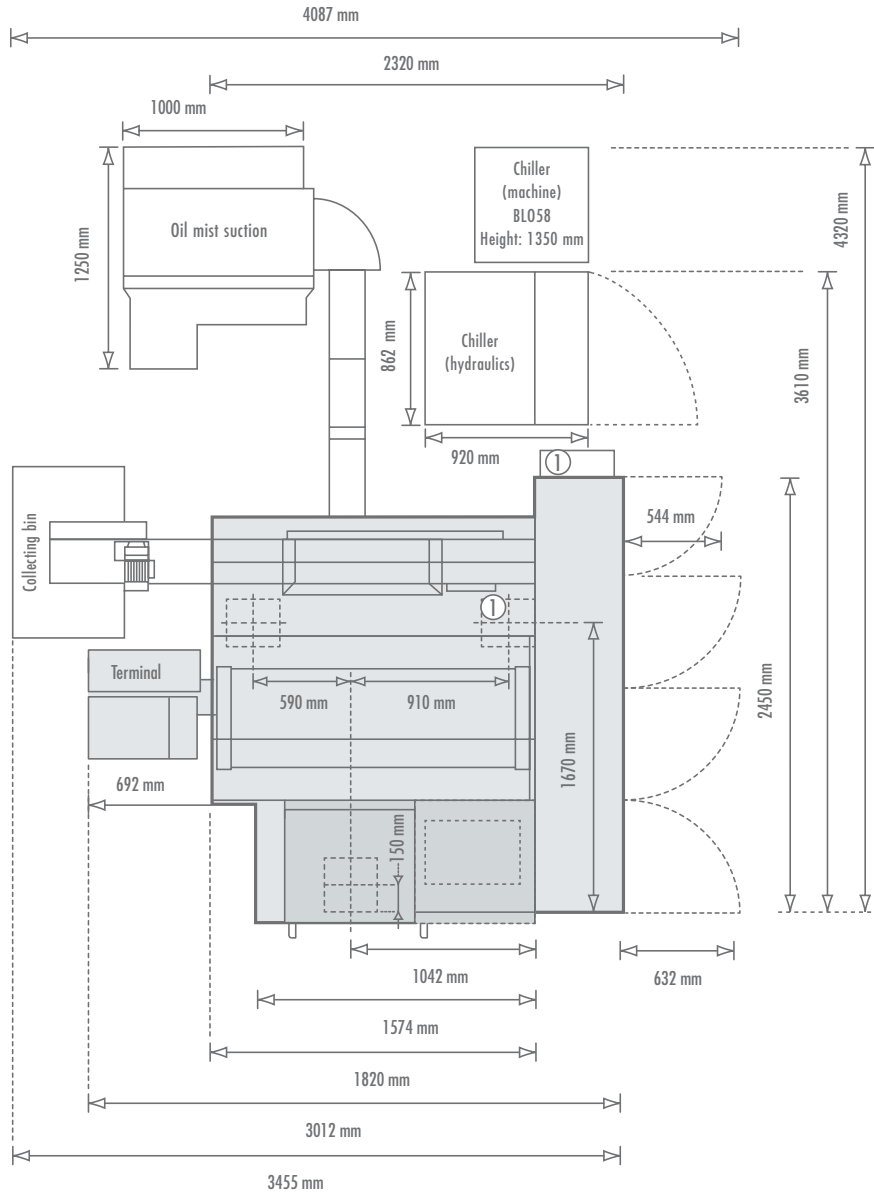 4087 mm
2320 mm
1000 mm
Chiller
(machine)
BLO58
Height: 1350 mm
Oil mist suction
1250 mm
4320 mm
862 mm
Chiller
(hydraulics)
3610 mm
920 mm
1
544 mm
Collecting bin
1
Terminal
590 mm
910 mm
2450 mm
1670 mm
692 mm
150 mm
1042 mm
632 mm
1574 mm
1820 mm
3012 mm
3455 mm